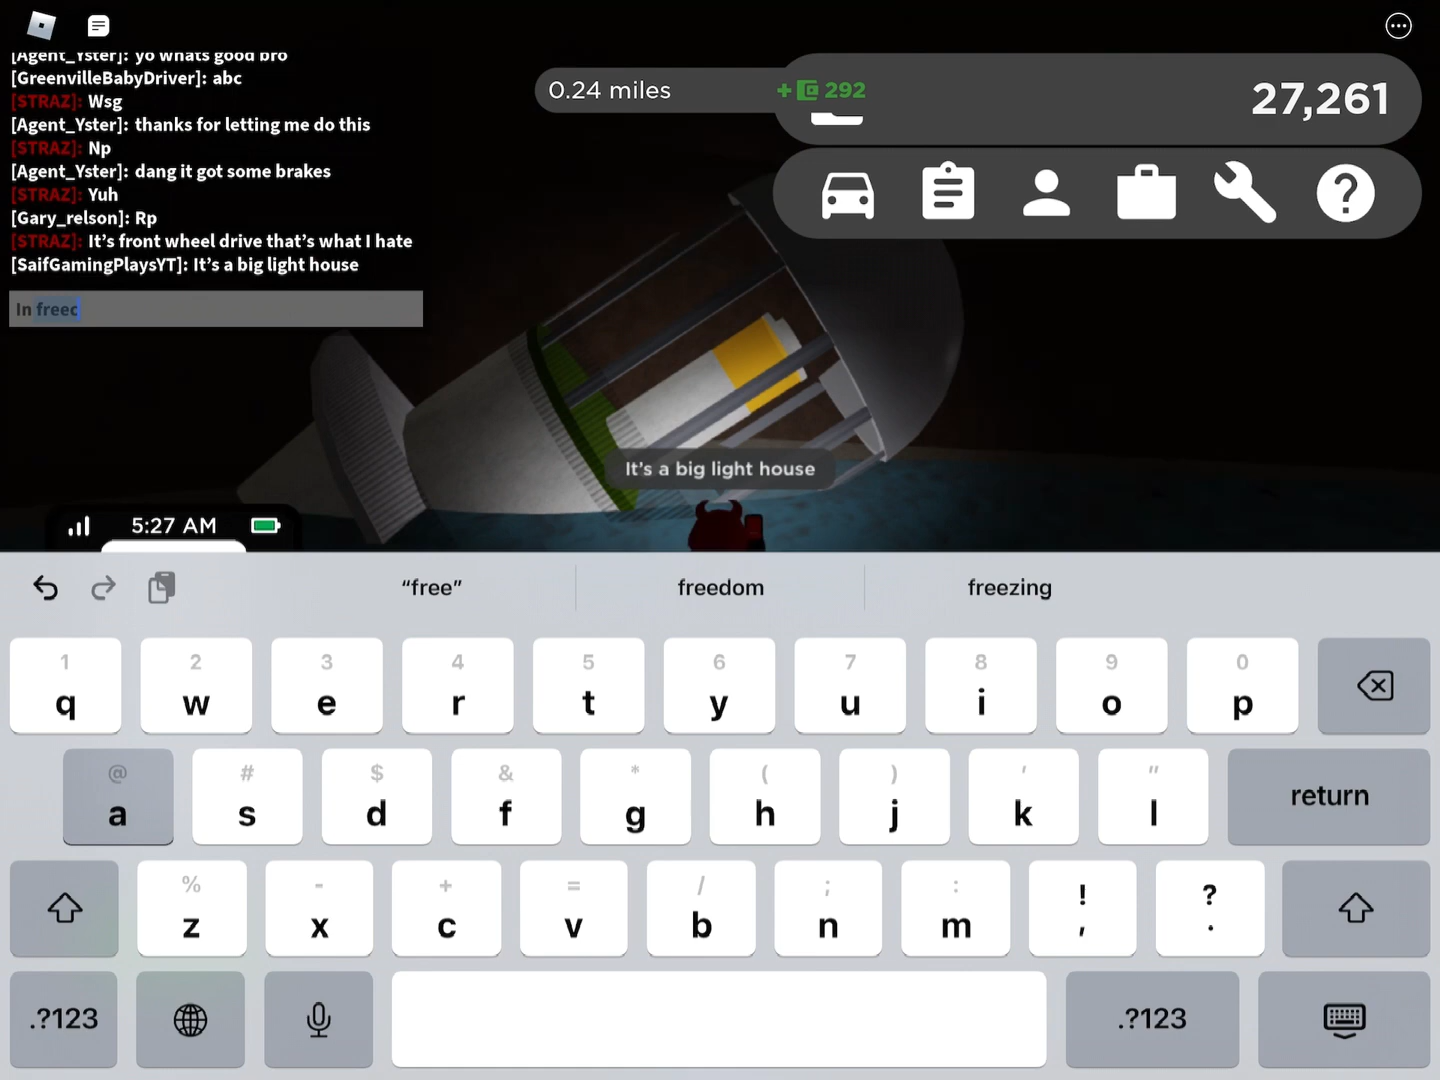 [Agent_Yster]: yo whats good bro
[GreenvilleBabyDriver]: abc
[STRAZ]: Wsg
[Agent_Yster]: thanks for letting me do this
[STRAZ]: Np
[Agent_Yster]: dang it got some brakes
[STRAZ]: Yuh
[Gary_relson]: Rp
[STRAZ]: It’s front wheel drive that’s what I hate
[SaifGamingPlaysYT]: It’s a big light house
In freec
0.24 miles
+ 292
27,261
It’s a big light house
5:27 AM
“free” freedom freezing
1 2 3 4 5 6 7 8 9 0
q w e r t y u i o p
@ # $ & * ( ) ' "
a s d f g h j k l return
% - + = / ; : ! ?
z x c v b n m , .
.?123 .?123